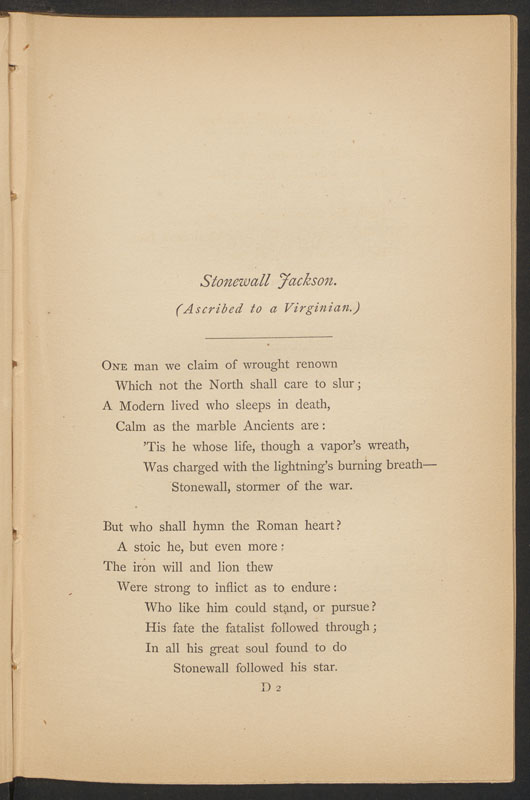 Stonewall Jackson.
(Ascribed to a Virginian.)
ONE man we claim of wrought renown
Which not the North shall care to slur;
A Modern lived who sleeps in death,
Calm as the marble Ancients are:
'Tis he whose life, though a vapor's wreath,
Was charged with the lightning's burning breath—
Stonewall, stormer of the war.
But who shall hymn the Roman heart?
A stoic he, but even more:
The iron will and lion thew
Were strong to inflict as to endure:
Who like him could stand, or pursue?
His fate the fatalist followed through;
In all his great soul found to do
Stonewall followed his star.
D 2